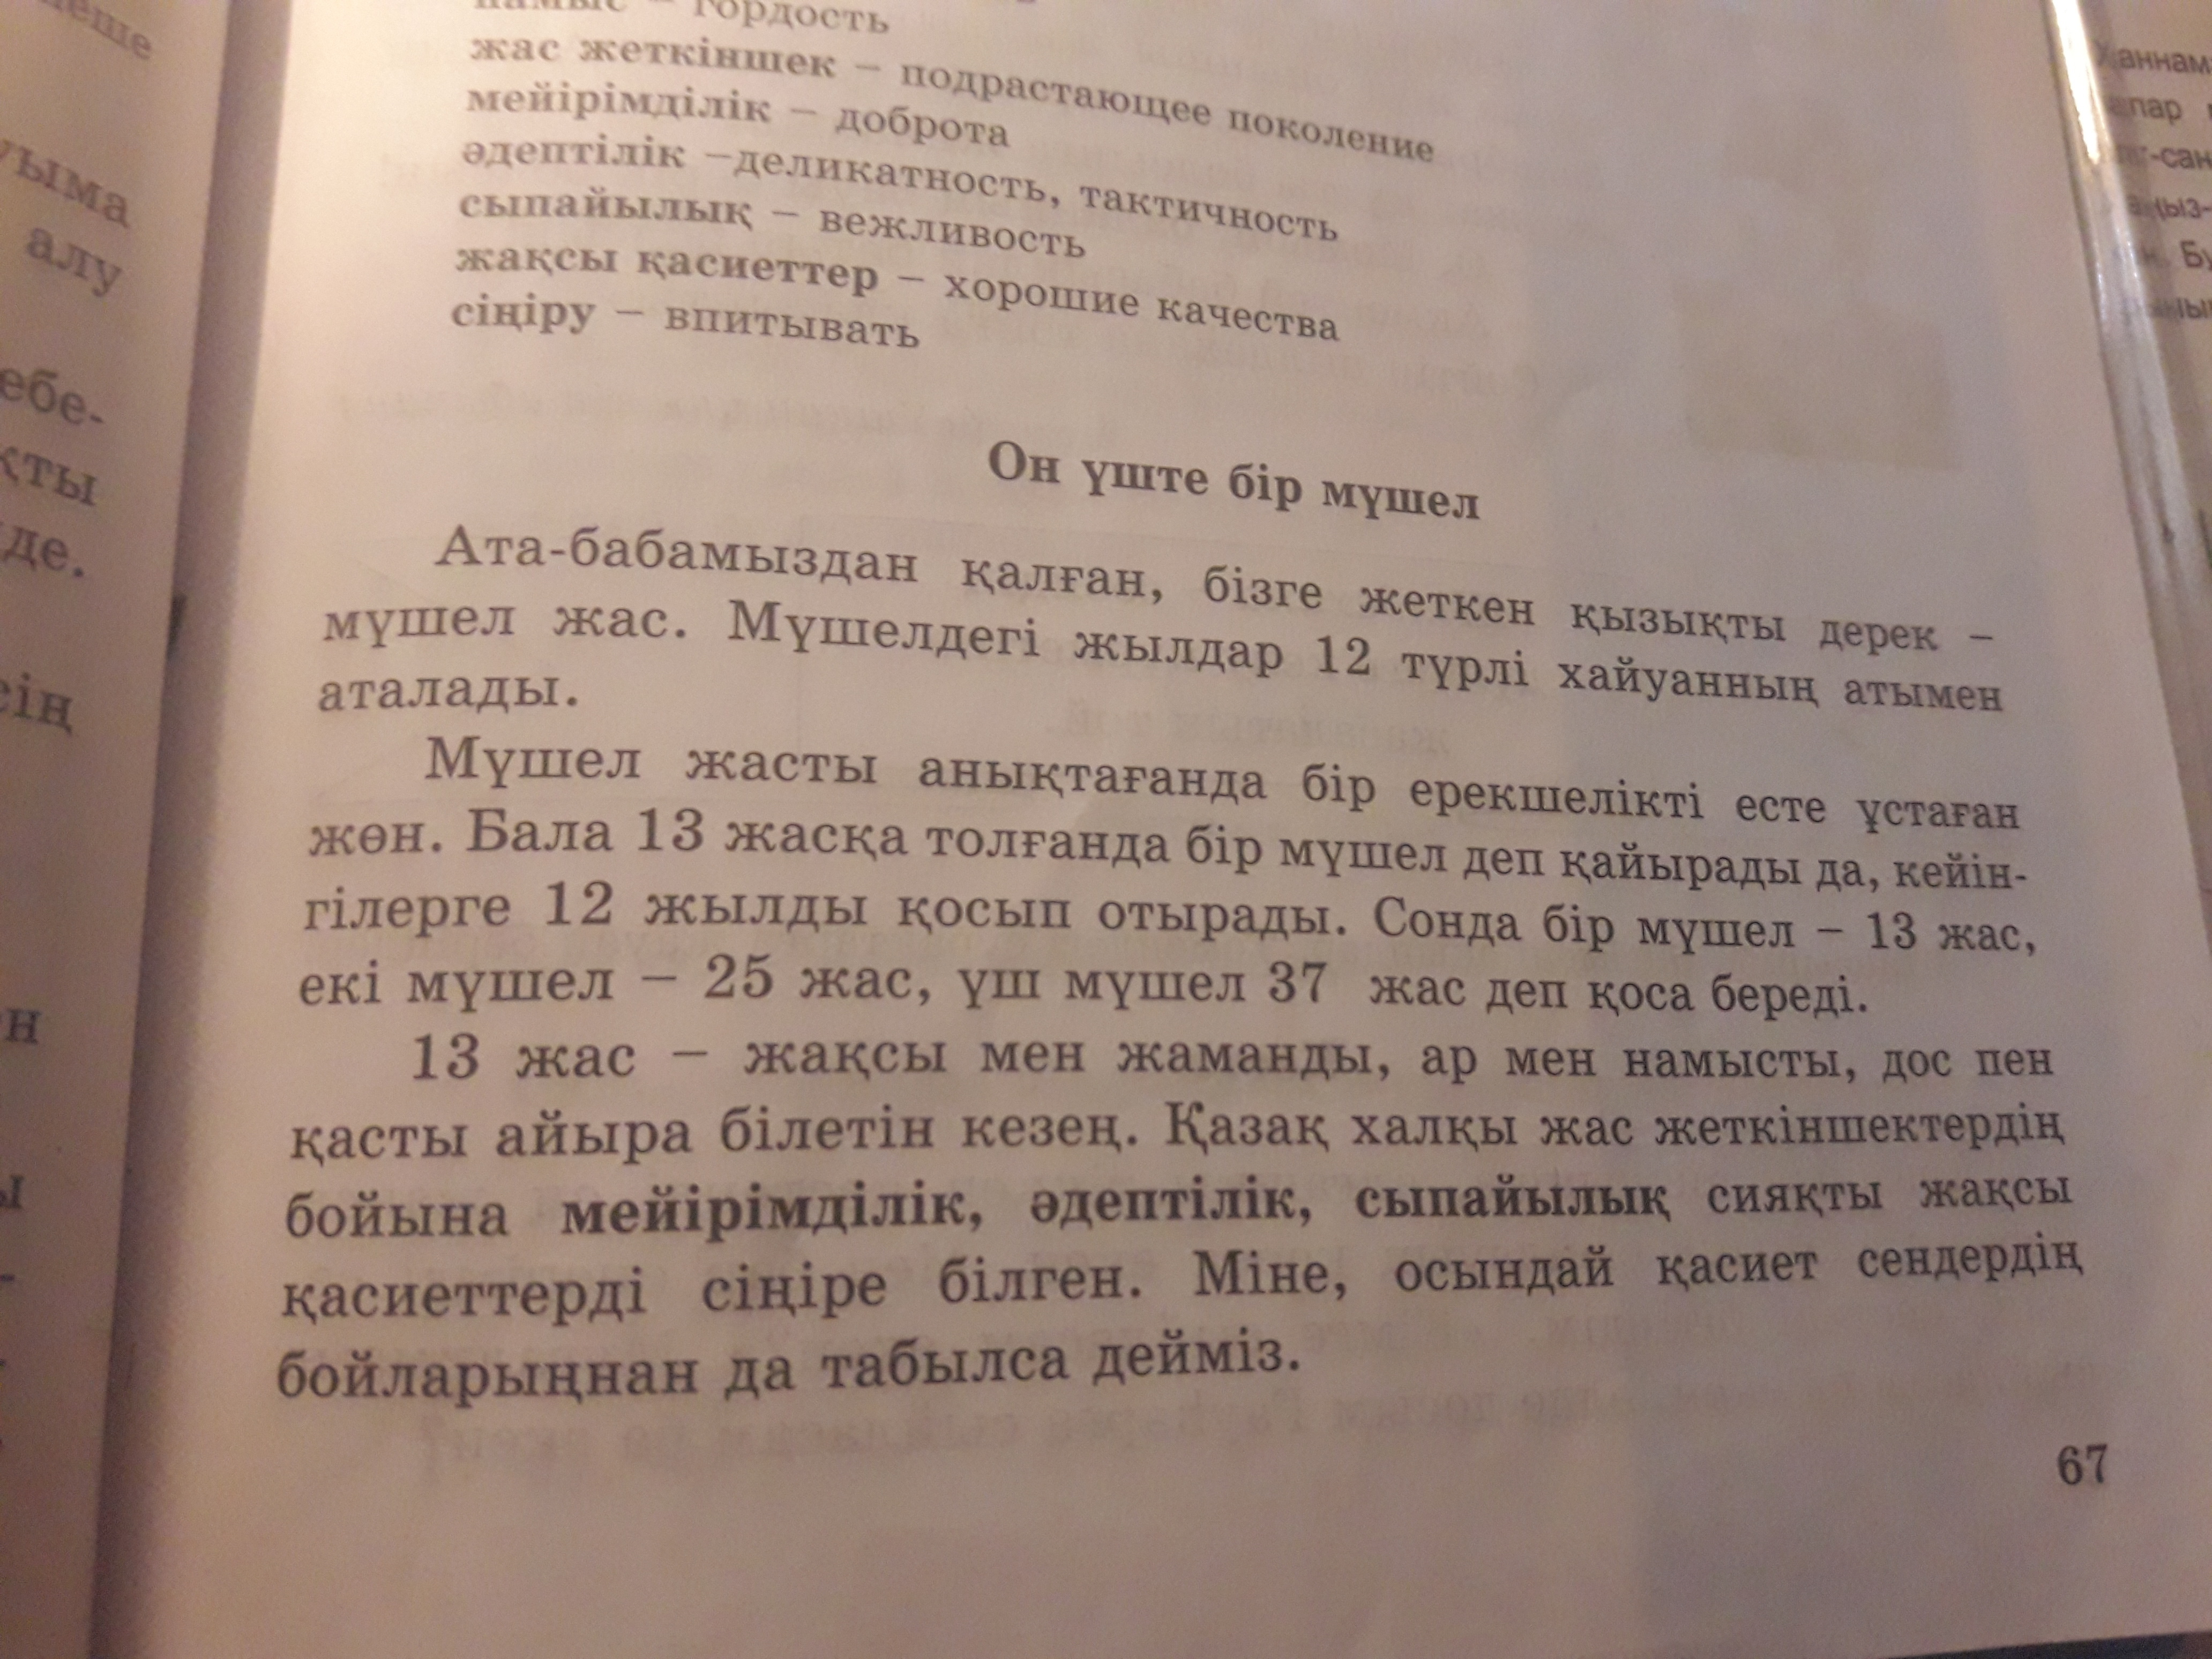 намыс – гордость
жас жеткіншек – подрастающее поколение
мейірімділік – доброта
әдептілік –деликатность, тактичность
сыпайылық – вежливость
жақсы қасиеттер – хорошие качества
сіңіру – впитывать
Он үште бір мүшел
Ата-бабамыздан қалған, бізге жеткен қызықты дерек –
мүшел жас. Мүшелдегі жылдар 12 түрлі хайуанның атымен
аталады.
Мүшел жасты анықтағанда бір ерекшелікті есте ұстаған
жөн. Бала 13 жасқа толғанда бір мүшел деп қайырады да, кейін-
гілерге 12 жылды қосып отырады. Сонда бір мүшел – 13 жас,
екі мүшел – 25 жас, үш мүшел 37 жас деп қоса береді.
13 жас – жақсы мен жаманды, ар мен намысты, дос пен
қасты айыра білетін кезең. Қазақ халқы жас жеткіншектердің
бойына мейірімділік, әдептілік, сыпайылық сияқты жақсы
қасиеттерді сіңіре білген. Міне, осындай қасиет сендердің
бойларыңнан да табылса дейміз.
67
алу